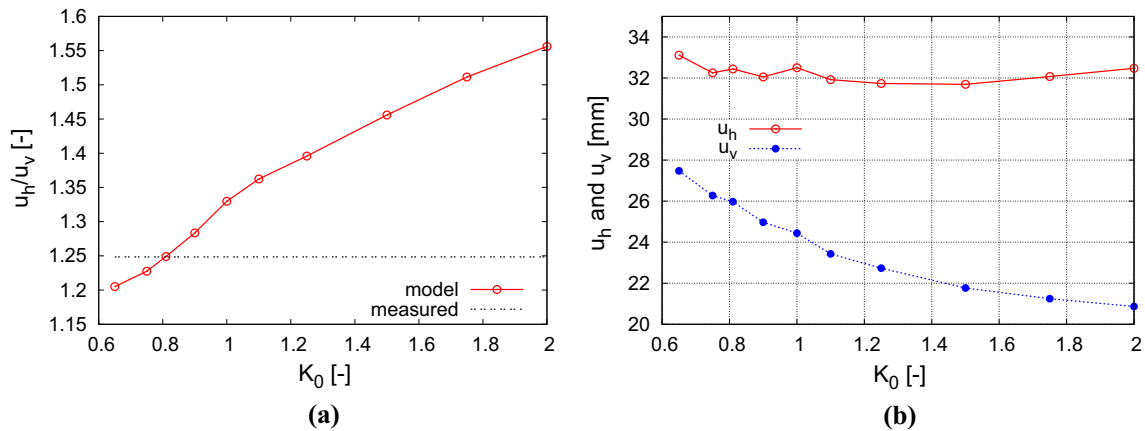 1.6
1.55
1.5
1.45
1.4
1.35
1.3
1.25
1.2
1.15
u_h/u_v [-]
model
measured
0.6 0.8 1 1.2 1.4 1.6 1.8 2
K_0 [-]
(a)
34
32
30
28
26
24
22
20
u_h and u_v [mm]
u_h
u_v
0.6 0.8 1 1.2 1.4 1.6 1.8 2
K_0 [-]
(b)